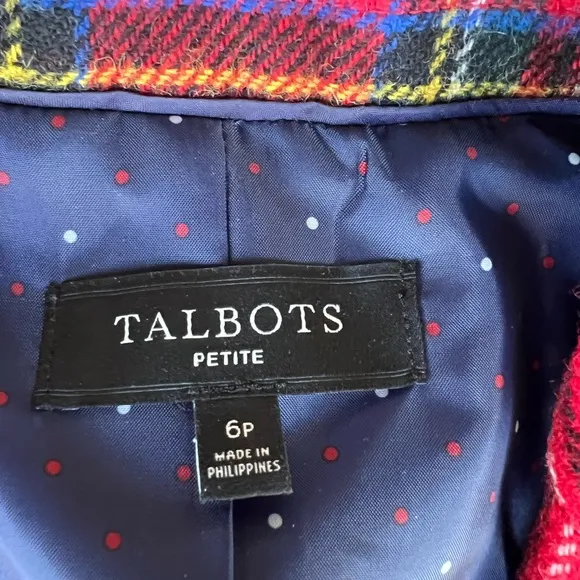 TALBOTS
PETITE
6P
MADE IN
PHILIPPINES